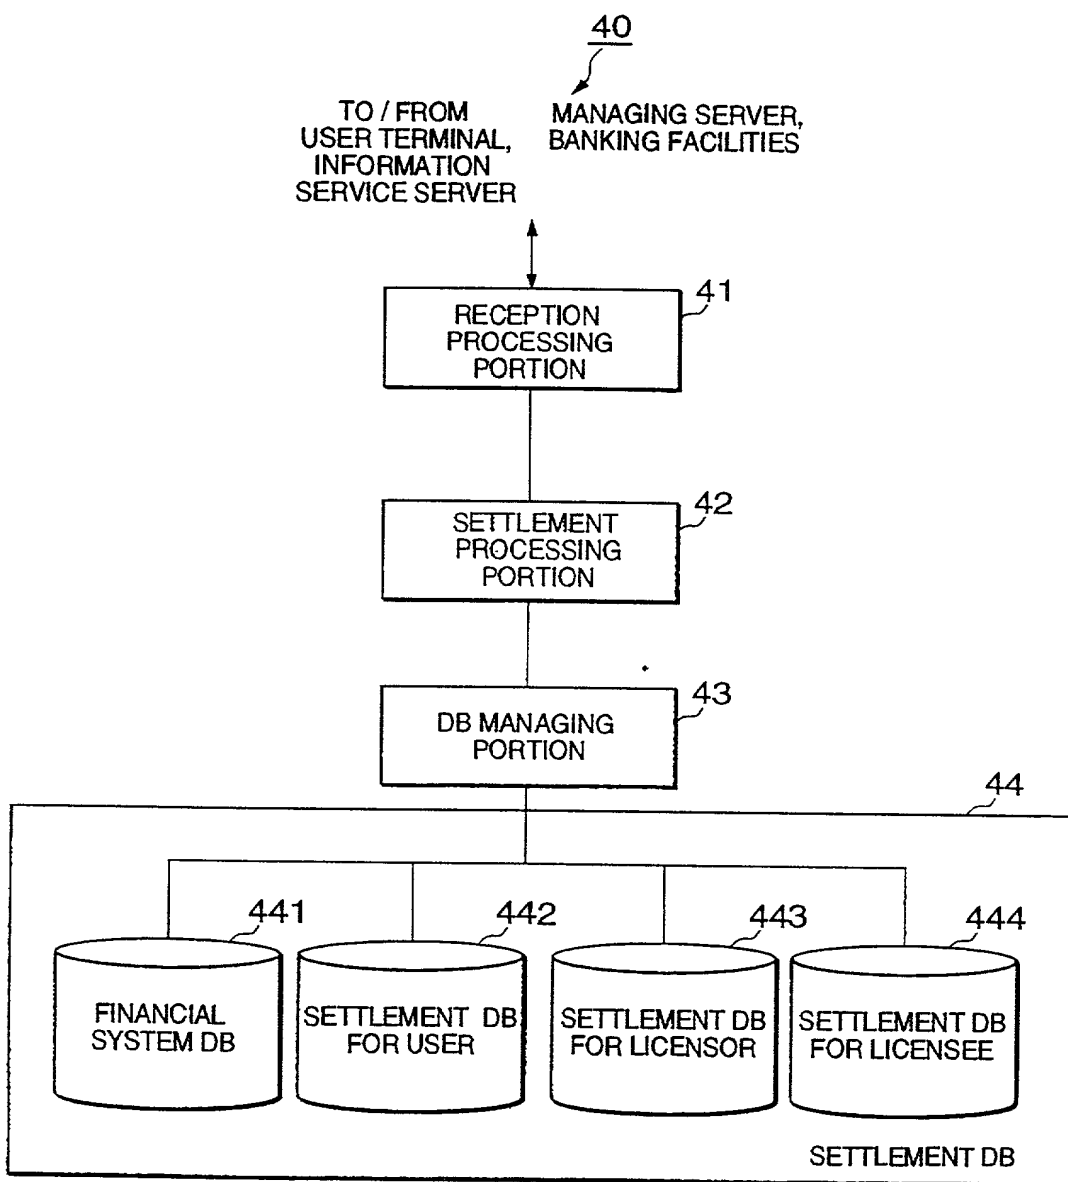 40
TO / FROM
USER TERMINAL,
INFORMATION
SERVICE SERVER
MANAGING SERVER,
BANKING FACILITIES
41
RECEPTION
PROCESSING
PORTION
42
SETTLEMENT
PROCESSING
PORTION
43
DB MANAGING
PORTION
44
441
FINANCIAL
SYSTEM DB
442
SETTLEMENT DB
FOR USER
443
SETTLEMENT DB
FOR LICENSOR
444
SETTLEMENT DB
FOR LICENSEE
SETTLEMENT DB